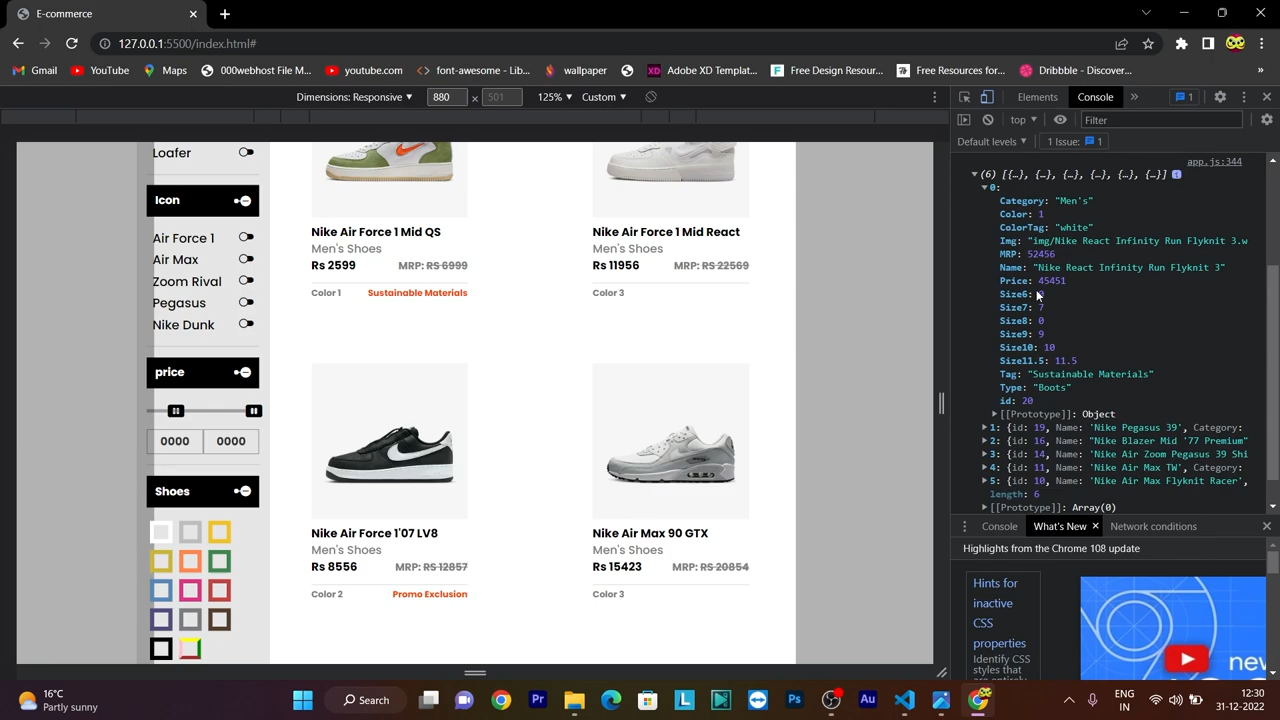 E-commerce
127.0.0.1:5500/index.html#
Gmail
YouTube
Maps
000webhost File M...
youtube.com
font-awesome - Lib...
wallpaper
Adobe XD Templat...
Free Design Resour...
Free Resources for...
Dribbble - Discover...
»
Dimensions: Responsive
880
×
501
125%
Custom
Elements
Console
»
1
top
Filter
Default levels
1 Issue:
1
app.js:344
(6) [{…}, {…}, {…}, {…}, {…}, {…}]
0:
Category: "Men's"
Color: 1
ColorTag: "white"
Img: "img/Nike React Infinity Run Flyknit 3.w
MRP: 52456
Name: "Nike React Infinity Run Flyknit 3"
Price: 45451
Size6:
Size7: 7
Size8: 0
Size9: 9
Size10: 10
Size11.5: 11.5
Tag: "Sustainable Materials"
Type: "Boots"
id: 20
[[Prototype]]: Object
1: {id: 19, Name: 'Nike Pegasus 39', Category:
2: {id: 16, Name: "Nike Blazer Mid '77 Premium"
3: {id: 14, Name: 'Nike Air Zoom Pegasus 39 Shi
4: {id: 11, Name: 'Nike Air Max TW', Category:
5: {id: 10, Name: 'Nike Air Max Flyknit Racer',
length: 6
[[Prototype]]: Array(0)
Console
What's New
Network conditions
Highlights from the Chrome 108 update
Hints for
inactive
CSS
properties
Identify CSS
styles that
new
Loafer
Icon
Air Force 1
Air Max
Zoom Rival
Pegasus
Nike Dunk
price
0000
0000
Shoes
Nike Air Force 1 Mid QS
Men's Shoes
Rs 2599
MRP: RS 6999
Color 1
Sustainable Materials
Nike Air Force 1 Mid React
Men's Shoes
Rs 11956
MRP: RS 22569
Color 3
Nike Air Force 1'07 LV8
Men's Shoes
Rs 8556
MRP: RS 12857
Color 2
Promo Exclusion
Nike Air Max 90 GTX
Men's Shoes
Rs 15423
MRP: RS 20854
Color 3
16°C
Partly sunny
Search
Pr
L
Ps
Au
ENG
IN
12:30
31-12-2022